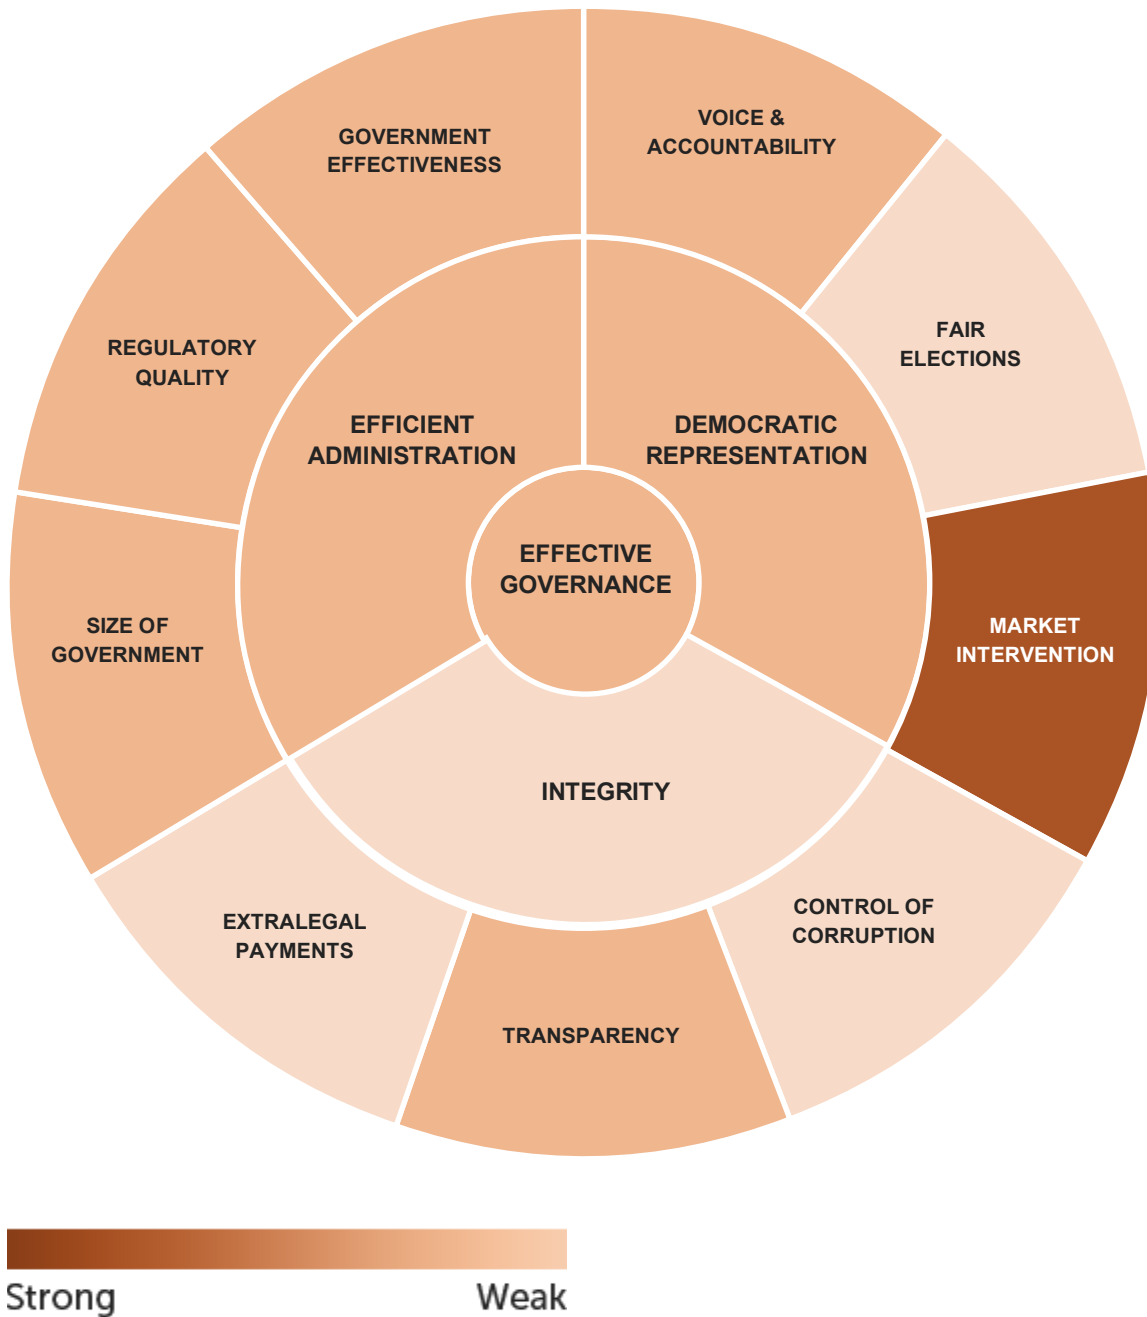 VOICE &
ACCOUNTABILITY
GOVERNMENT
EFFECTIVENESS
FAIR
ELECTIONS
REGULATORY
QUALITY
EFFICIENT
ADMINISTRATION
DEMOCRATIC
REPRESENTATION
EFFECTIVE
GOVERNANCE
SIZE OF
GOVERNMENT
MARKET
INTERVENTION
INTEGRITY
EXTRALEGAL
PAYMENTS
CONTROL OF
CORRUPTION
TRANSPARENCY
Strong
Weak